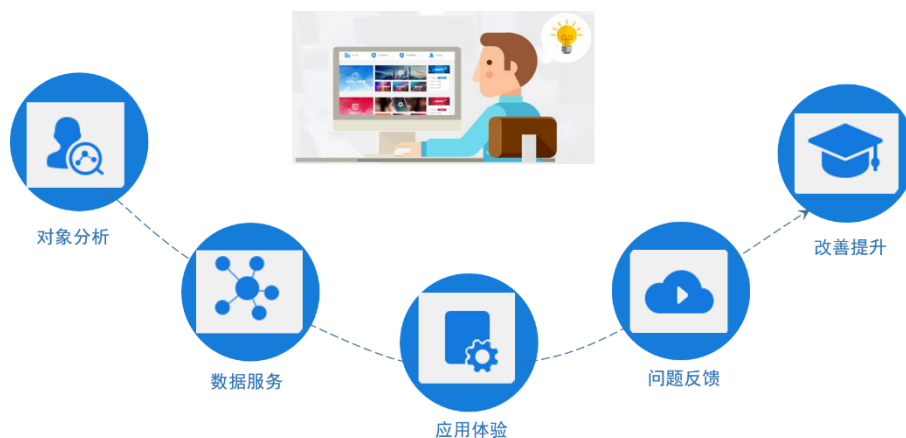 对象分析
数据服务
应用体验
问题反馈
改善提升